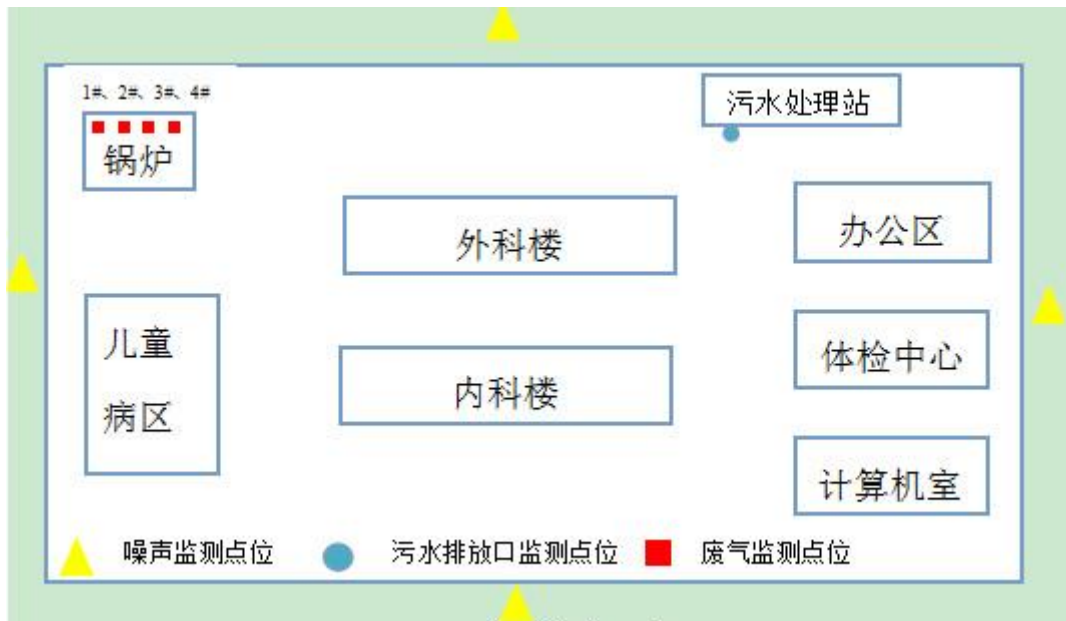 1#、2#、3#、4#
污水处理站
锅炉
外科楼
办公区
儿童
病区
内科楼
体检中心
计算机室
噪声监测点位 污水排放口监测点位 废气监测点位